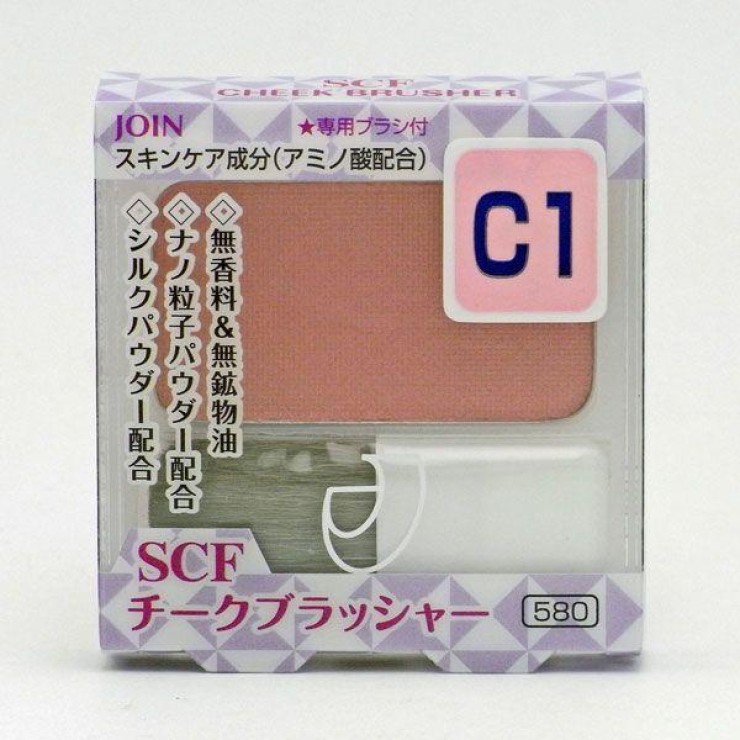 SCF
CHEEK BRUSHER
JOIN
★専用ブラシ付
スキンケア成分(アミノ酸配合)
C1
◇無香料&無鉱物油
◇ナノ粒子パウダー配合
◇シルクパウダー配合
SCF
チークブラッシャー
580